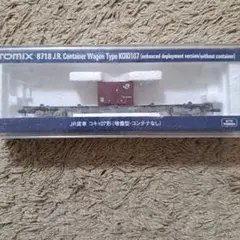 TOMIX 8718 J.R. Container Wagon Type KOKI107 (enhanced deployment version/without container)
JR貨車 コキ107形(増備型・コンテナなし)